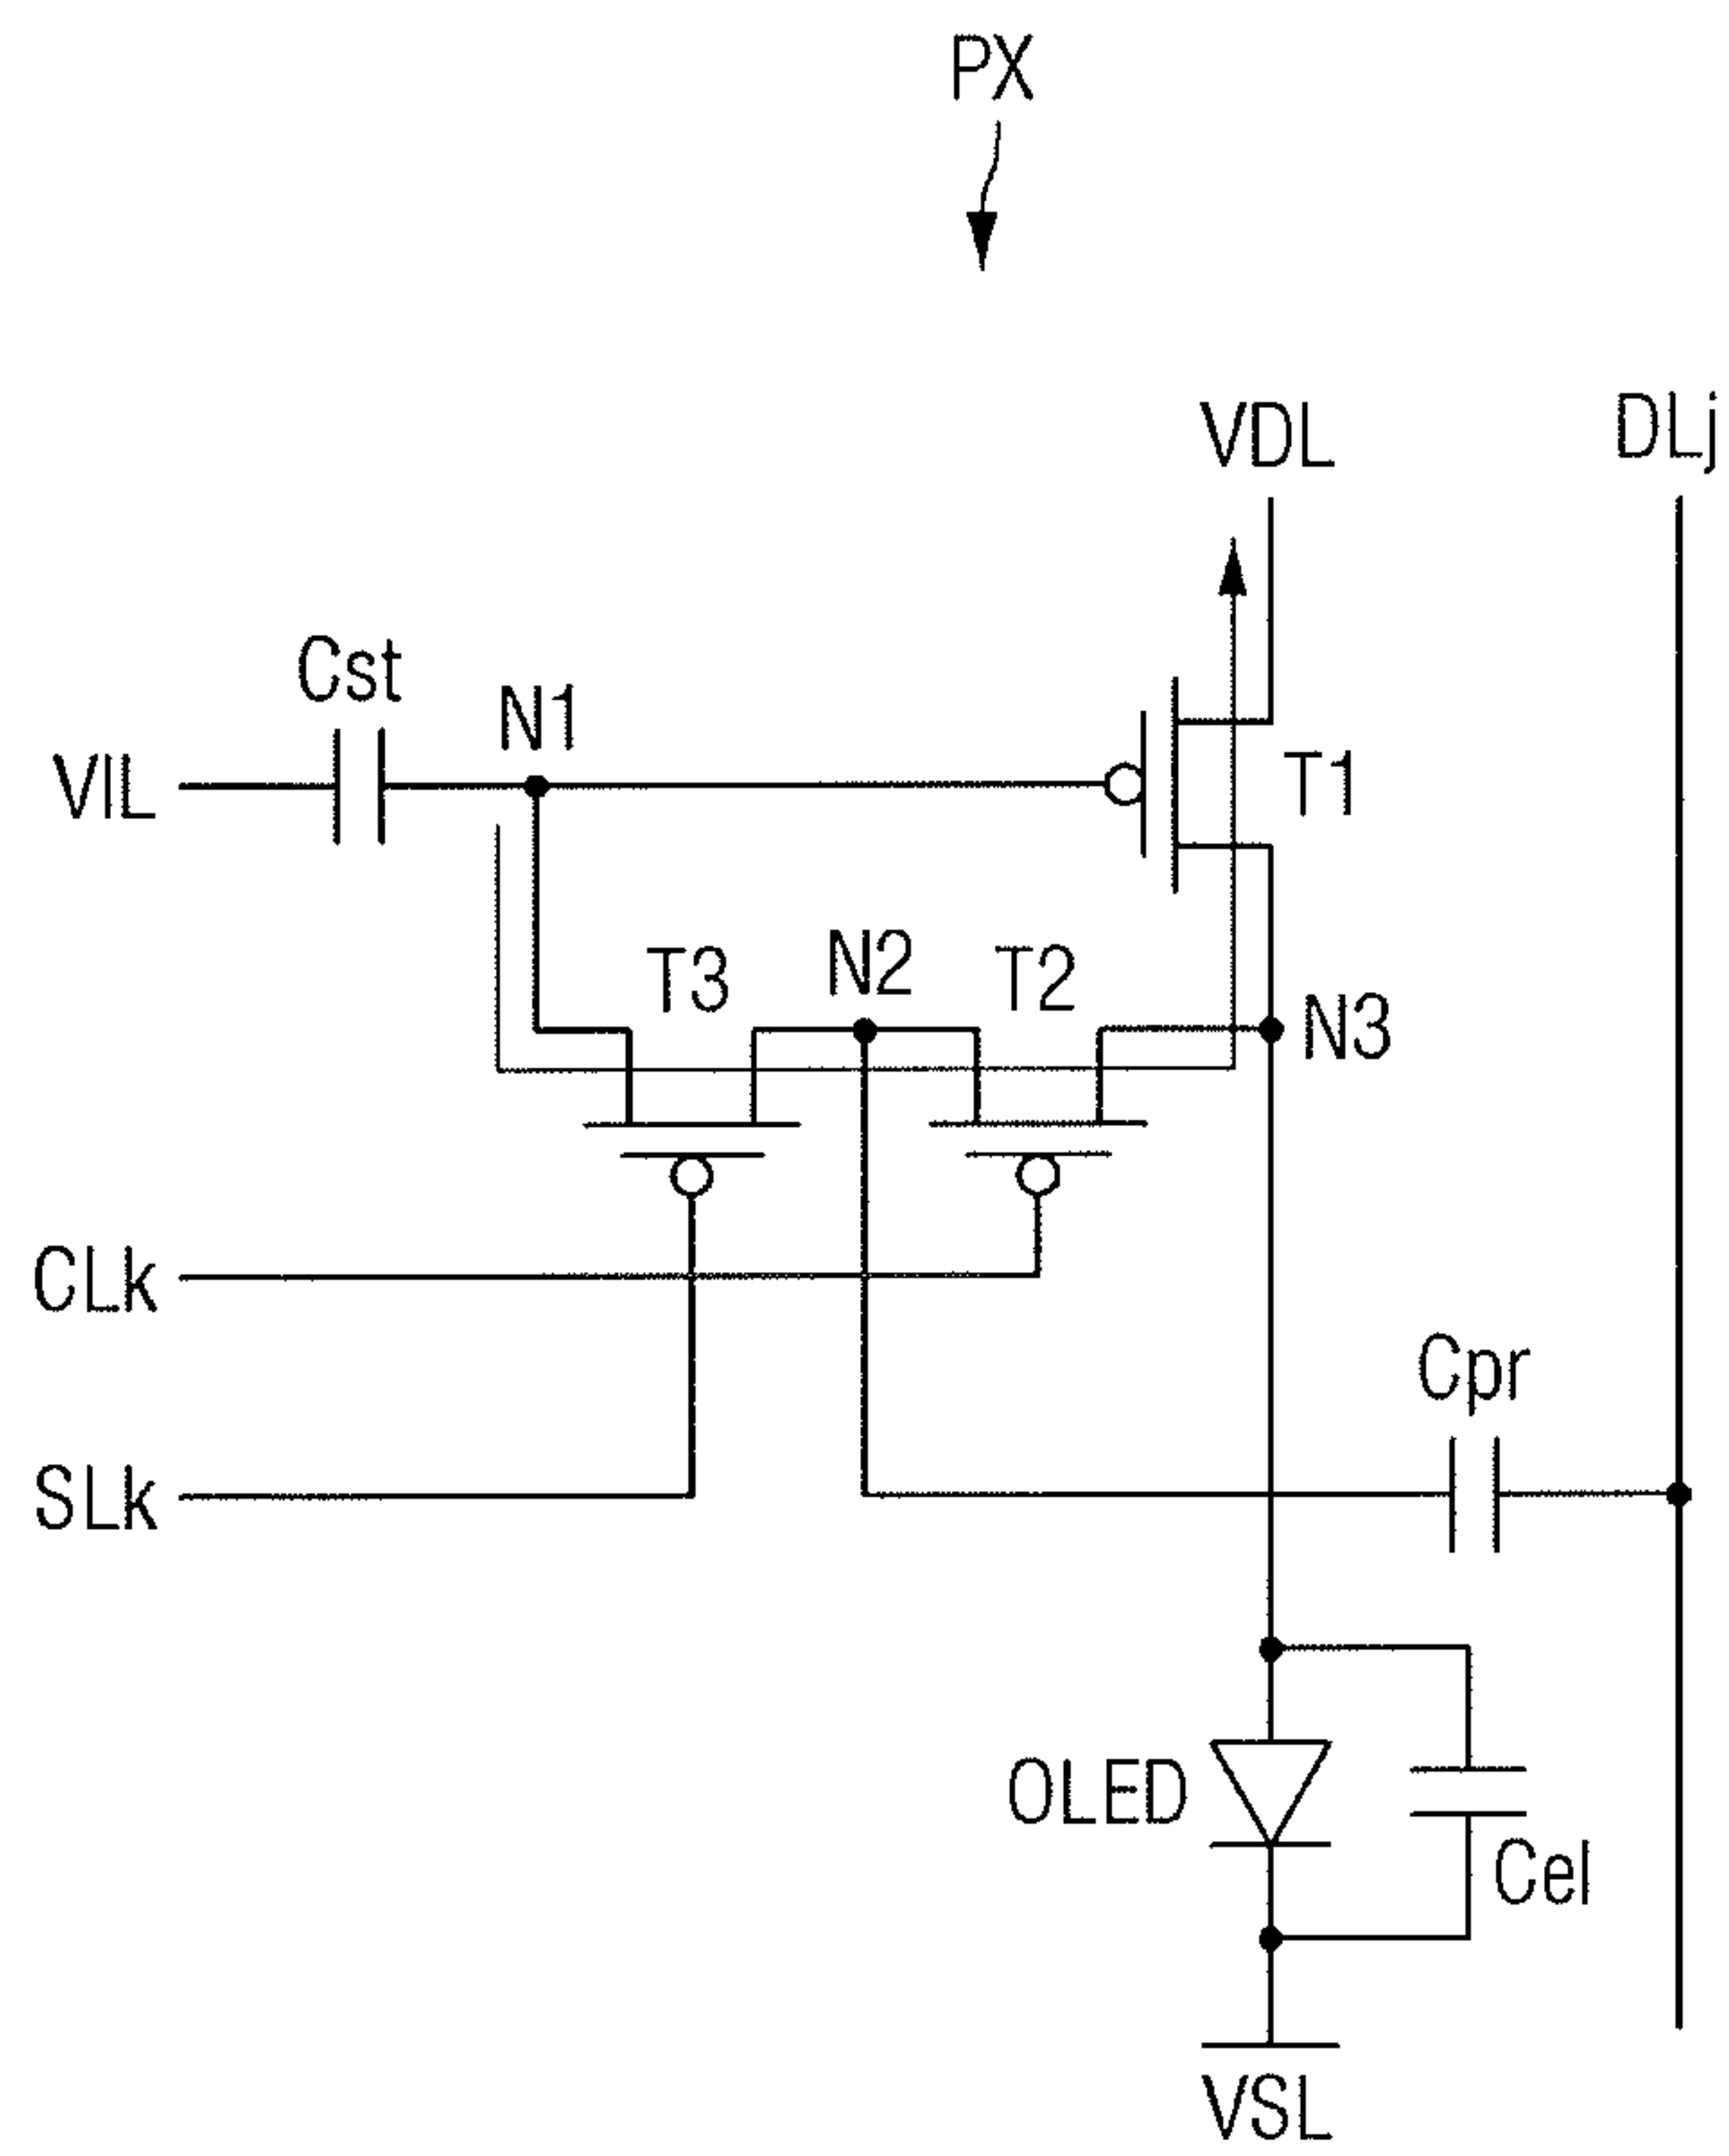 PX
VDL
DLj
Cst
N1
VIL
T1
T3
N2
T2
N3
CLk
Cpr
SLk
OLED
Cel
VSL